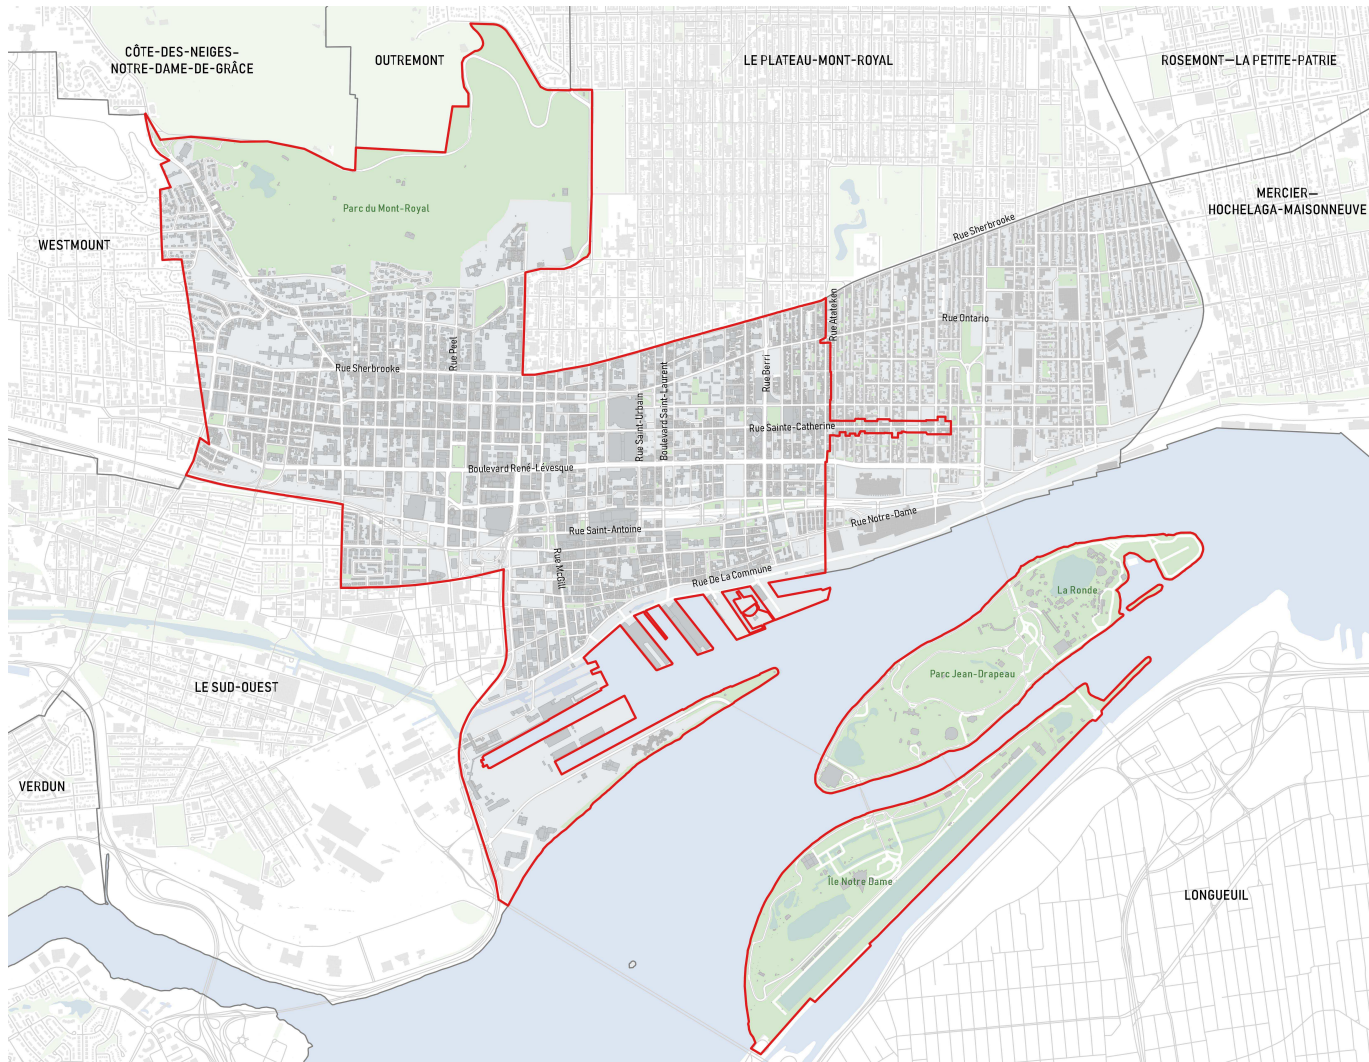 CÔTE-DES-NEIGES–
NOTRE-DAME-DE-GRÂCE
OUTREMONT
LE PLATEAU-MONT-ROYAL
ROSEMONT—LA PETITE-PATRIE
MERCIER—
HOCHELAGA-MAISONNEUVE
WESTMOUNT
Parc du Mont-Royal
Rue Sherbrooke
Rue Atateken
Rue Ontario
Rue Peel
Rue Sherbrooke
Rue Berri
Rue Saint-Urbain
Boulevard Saint-Laurent
Rue Sainte-Catherine
Boulevard René-Lévesque
Rue Saint-Antoine
Rue Notre-Dame
Rue McGill
Rue De La Commune
La Ronde
Parc Jean-Drapeau
LE SUD-OUEST
VERDUN
Île Notre Dame
LONGUEUIL